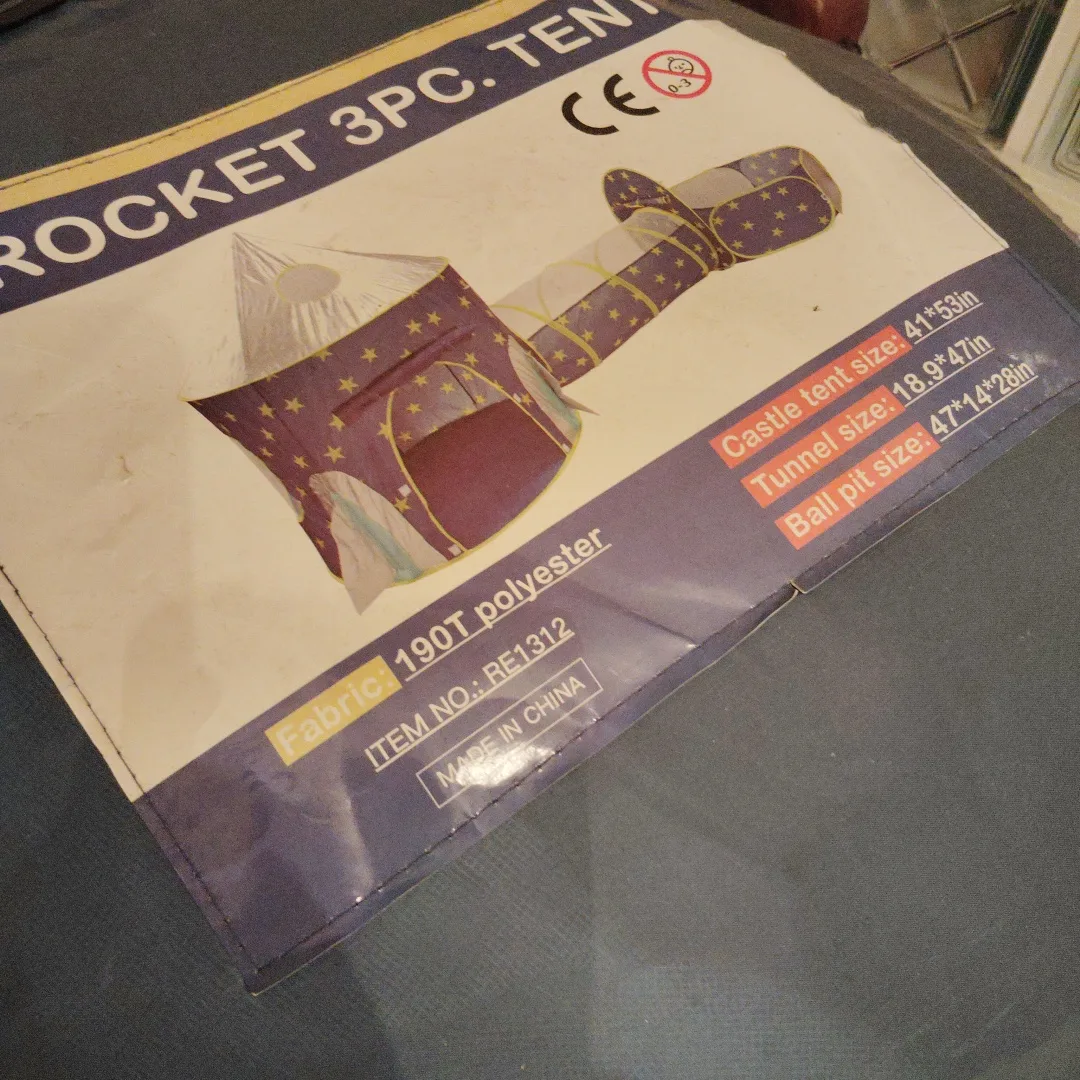 ROCKET 3PC. TENT
CE
0-3
Castle tent size: 41*53in
Tunnel size: 18.9*47in
Ball pit size: 47*14*28in
Fabric: 190T polyester
ITEM NO.: RE1312
MADE IN CHINA